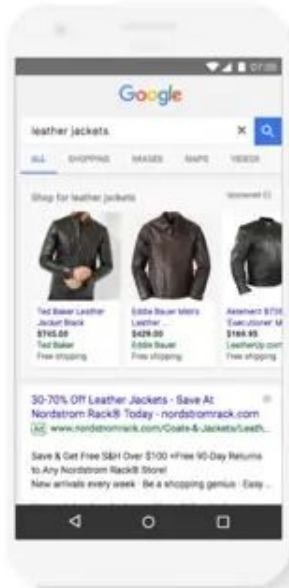 07:00
Google
leather jackets
ALL SHOPPING IMAGES MAPS VIDEOS
Shop for leather jackets Sponsored
Ted Baker Leather
Jacket Black
$745.00
Ted Baker
Free shipping
Eddie Bauer Men's
Leather ...
$429.00
Eddie Bauer
Free shipping
Executioner M
$169.95
LeatherUp.com
Free shipping
30-70% Off Leather Jackets - Save At
Nordstrom Rack® Today - nordstromrack.com
Ad www.nordstromrack.com/Coats-&-Jackets/Leath...
Save & Get Free S&H Over $100 +Free 90-Day Returns
to Any Nordstrom Rack® Store!
New arrivals every week · Be a shopping genius · Easy ...